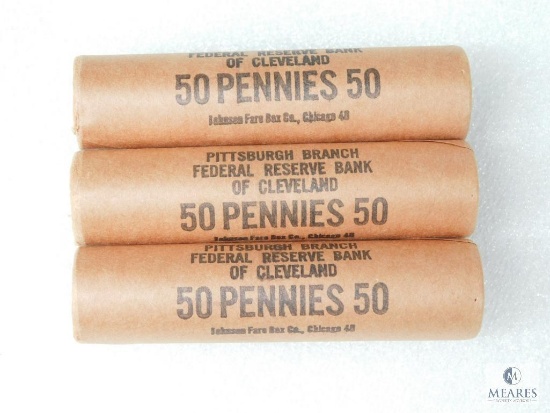 FEDERAL RESERVE BANK
OF CLEVELAND
50 PENNIES 50
Johnson Fare Box Co., Chicago 40
PITTSBURGH BRANCH
FEDERAL RESERVE BANK
OF CLEVELAND
50 PENNIES 50
Johnson Fare Box Co., Chicago 40
PITTSBURGH BRANCH
FEDERAL RESERVE BANK
OF CLEVELAND
50 PENNIES 50
Johnson Fare Box Co., Chicago 40
M
MEARES